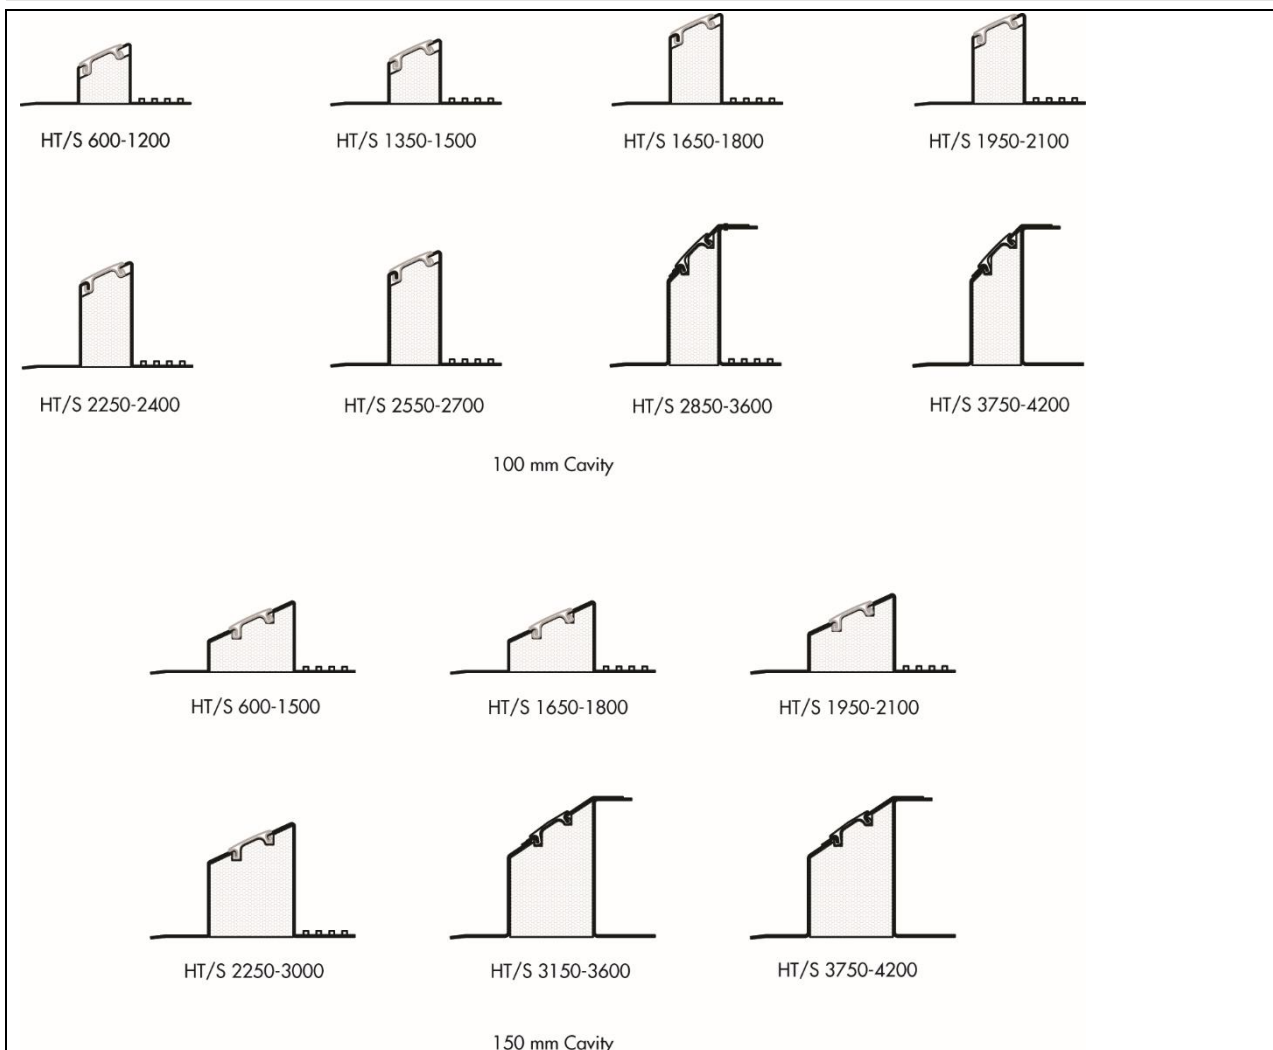 HT/S 600-1200
HT/S 1350-1500
HT/S 1650-1800
HT/S 1950-2100
HT/S 2250-2400
HT/S 2550-2700
HT/S 2850-3600
HT/S 3750-4200
100 mm Cavity
HT/S 600-1500
HT/S 1650-1800
HT/S 1950-2100
HT/S 2250-3000
HT/S 3150-3600
HT/S 3750-4200
150 mm Cavity